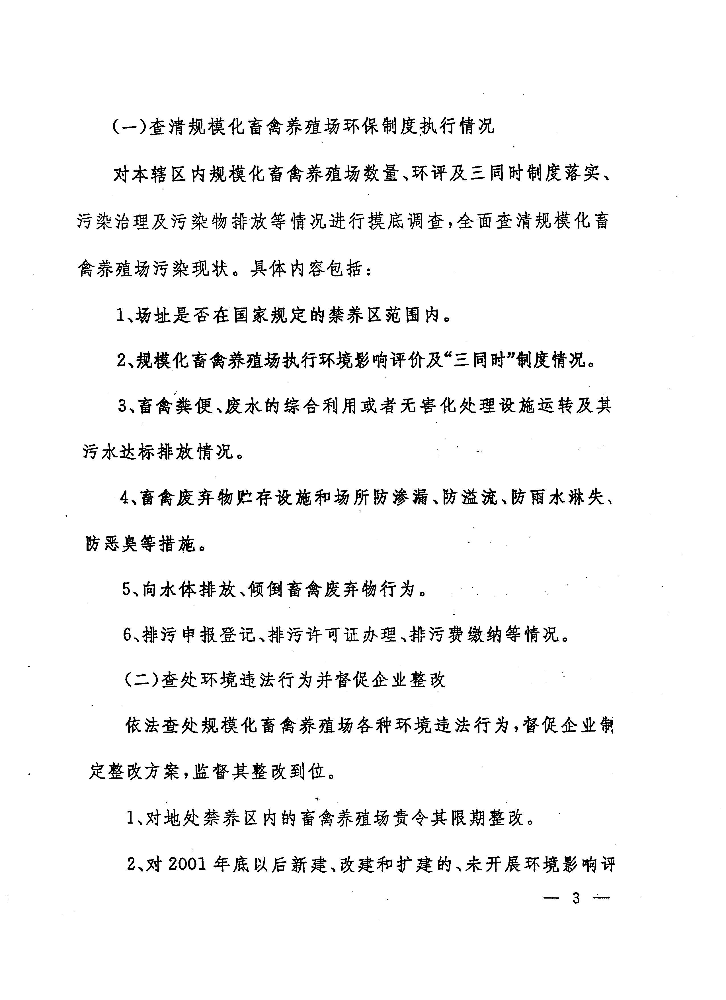 (一)查清规模化畜禽养殖场环保制度执行情况
对本辖区内规模化畜禽养殖场数量、环评及三同时制度落实、
污染治理及污染物排放等情况进行摸底调查,全面查清规模化畜
禽养殖场污染现状。具体内容包括:
1、场址是否在国家规定的禁养区范围内。
2、规模化畜禽养殖场执行环境影响评价及“三同时”制度情况。
3、畜禽粪便、废水的综合利用或者无害化处理设施运转及其
污水达标排放情况。
4、畜禽废弃物贮存设施和场所防渗漏、防溢流、防雨水淋失、
防恶臭等措施。
5、向水体排放、倾倒畜禽废弃物行为。
6、排污申报登记、排污许可证办理、排污费缴纳等情况。
(二)查处环境违法行为并督促企业整改
依法查处规模化畜禽养殖场各种环境违法行为,督促企业制
定整改方案,监督其整改到位。
1、对地处禁养区内的畜禽养殖场责令其限期整改。
2、对 2001 年底以后新建、改建和扩建的、未开展环境影响评
— 3 —